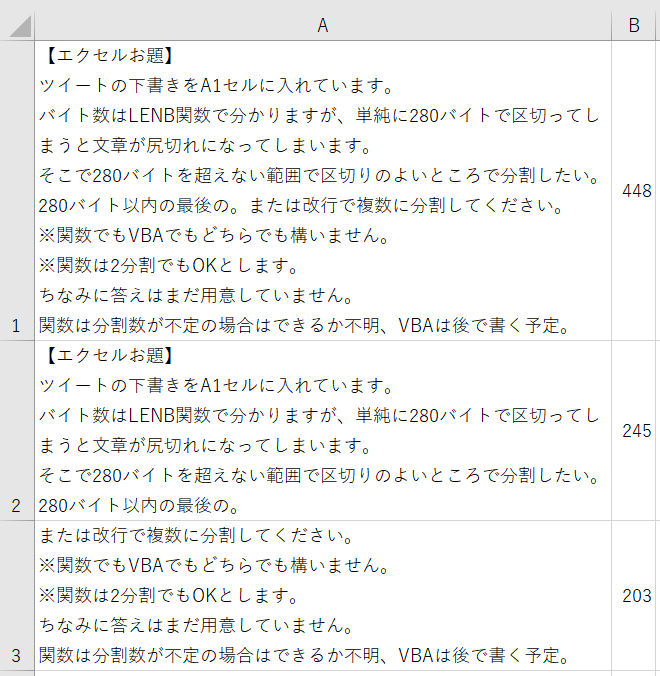 A B
【エクセルお題】
ツイートの下書きをA1セルに入れています。
バイト数はLENB関数で分かりますが、単純に280バイトで区切ってし
まうと文章が尻切れになってしまいます。
そこで280バイトを超えない範囲で区切りのよいところで分割したい。
280バイト以内の最後の。または改行で複数に分割してください。
※関数でもVBAでもどちらでも構いません。
※関数は2分割でもOKとします。
ちなみに答えはまだ用意していません。
関数は分割数が不定の場合はできるか不明、VBAは後で書く予定。
1
448
【エクセルお題】
ツイートの下書きをA1セルに入れています。
バイト数はLENB関数で分かりますが、単純に280バイトで区切ってし
まうと文章が尻切れになってしまいます。
そこで280バイトを超えない範囲で区切りのよいところで分割したい。
280バイト以内の最後の。
2
245
または改行で複数に分割してください。
※関数でもVBAでもどちらでも構いません。
※関数は2分割でもOKとします。
ちなみに答えはまだ用意していません。
関数は分割数が不定の場合はできるか不明、VBAは後で書く予定。
3
203